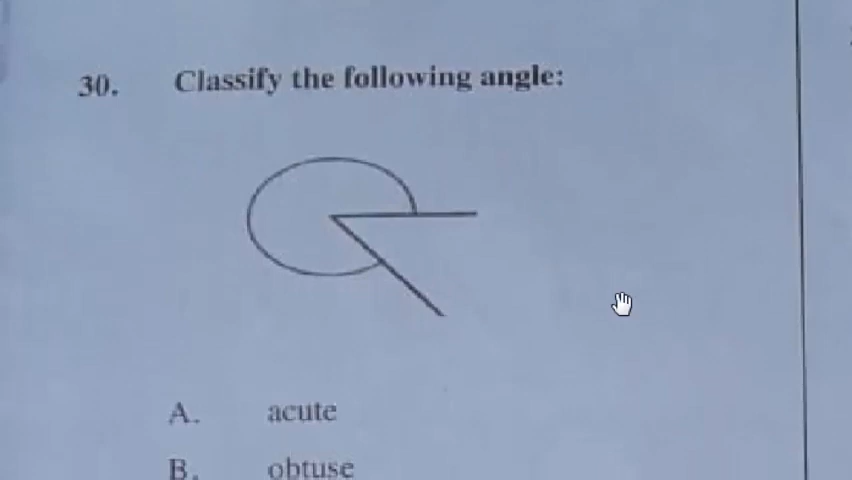 30. Classify the following angle:
A. acute
B. obtuse